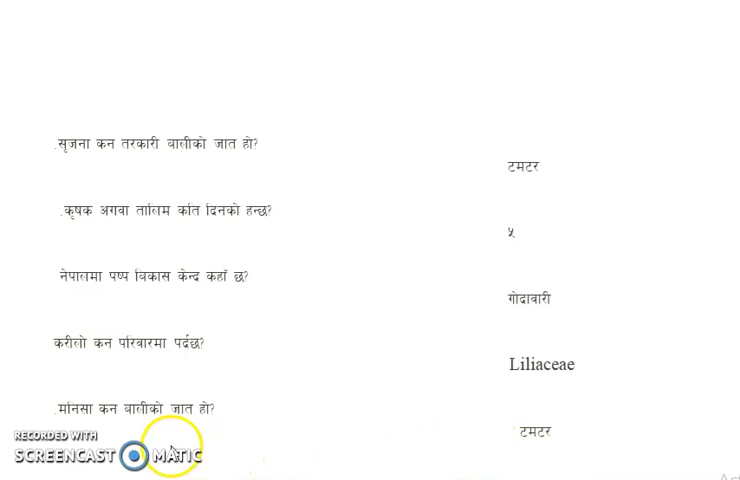 .सृजना कन तरकारी बालीको जात हो?
टमटर
.कृषक अगवा तालिम कति दिनको हन्छ?
५
नेपालमा पष्प बिकास केन्द्र कहाँ छ?
गोदावारी
करीलो कन परिवारमा पर्दछ?
Liliaceae
.मनिसा कन बालीको जात हो?
टमटर
RECORDED WITH
SCREENCAST MATIC